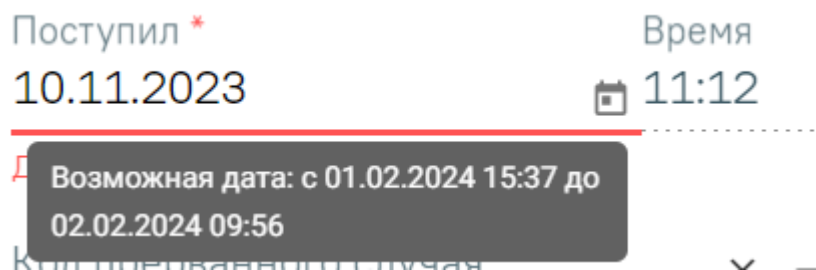 Поступил *
Время
10.11.2023
11:12
Возможная дата: с 01.02.2024 15:37 до
02.02.2024 09:56